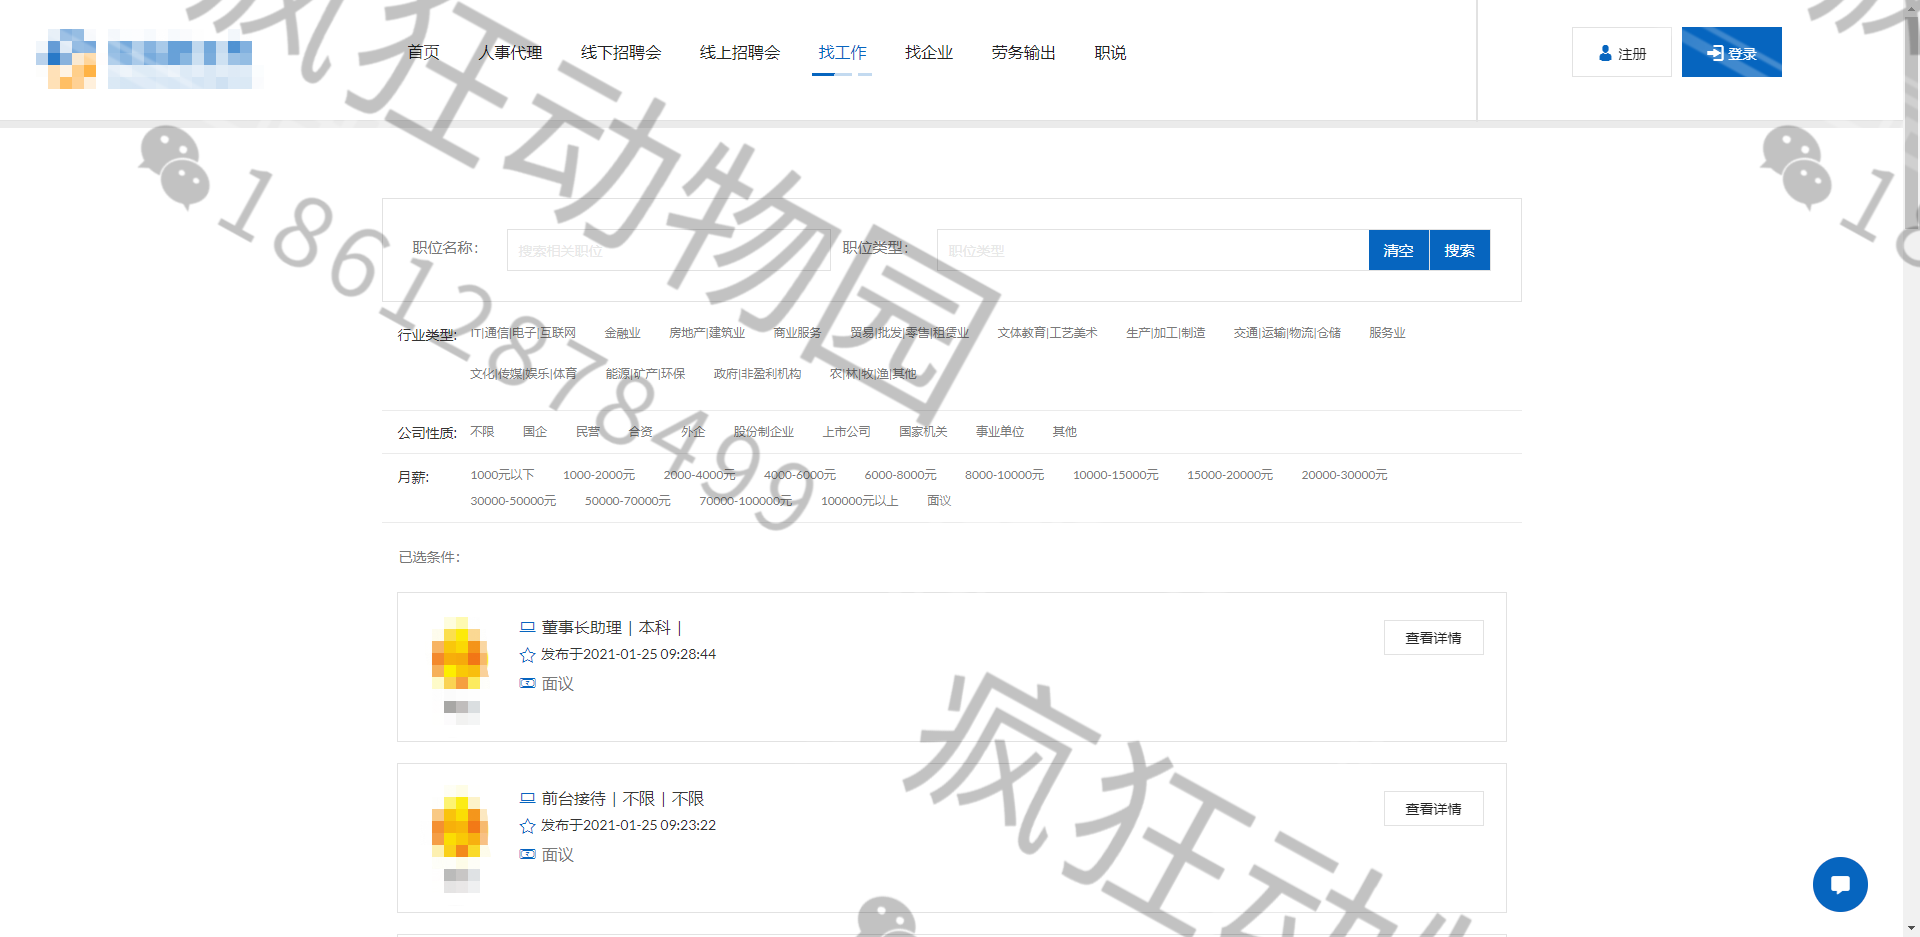 首页 人事代理 线下招聘会 线上招聘会 找工作 找企业 劳务输出 职说 注册 登录
职位名称: 搜索相关职位 职位类型: 职位类型 清空 搜索
行业类型: IT|通信|电子|互联网 金融业 房地产|建筑业 商业服务 贸易|批发|零售|租赁业 文体教育|工艺美术 生产|加工|制造 交通|运输|物流|仓储 服务业
文化|传媒|娱乐|体育 能源|矿产|环保 政府|非盈利机构 农|林|牧|渔|其他
公司性质: 不限 国企 民营 合资 外企 股份制企业 上市公司 国家机关 事业单位 其他
月薪: 1000元以下 1000-2000元 2000-4000元 4000-6000元 6000-8000元 8000-10000元 10000-15000元 15000-20000元 20000-30000元
30000-50000元 50000-70000元 70000-100000元 100000元以上 面议
已选条件:
董事长助理 | 本科 |
查看详情
发布于2021-01-25 09:28:44
面议
前台接待 | 不限 | 不限
查看详情
发布于2021-01-25 09:23:22
面议
疯狂动物园
18612878499
疯狂动物
疯
18